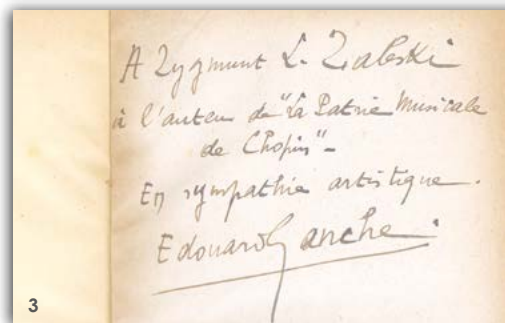 A Zygmunt L. Zaleski
à l'auteur de "La Patrie Musicale
de Chopin" -
En sympathie artistique.
Edouard Ganche.
3